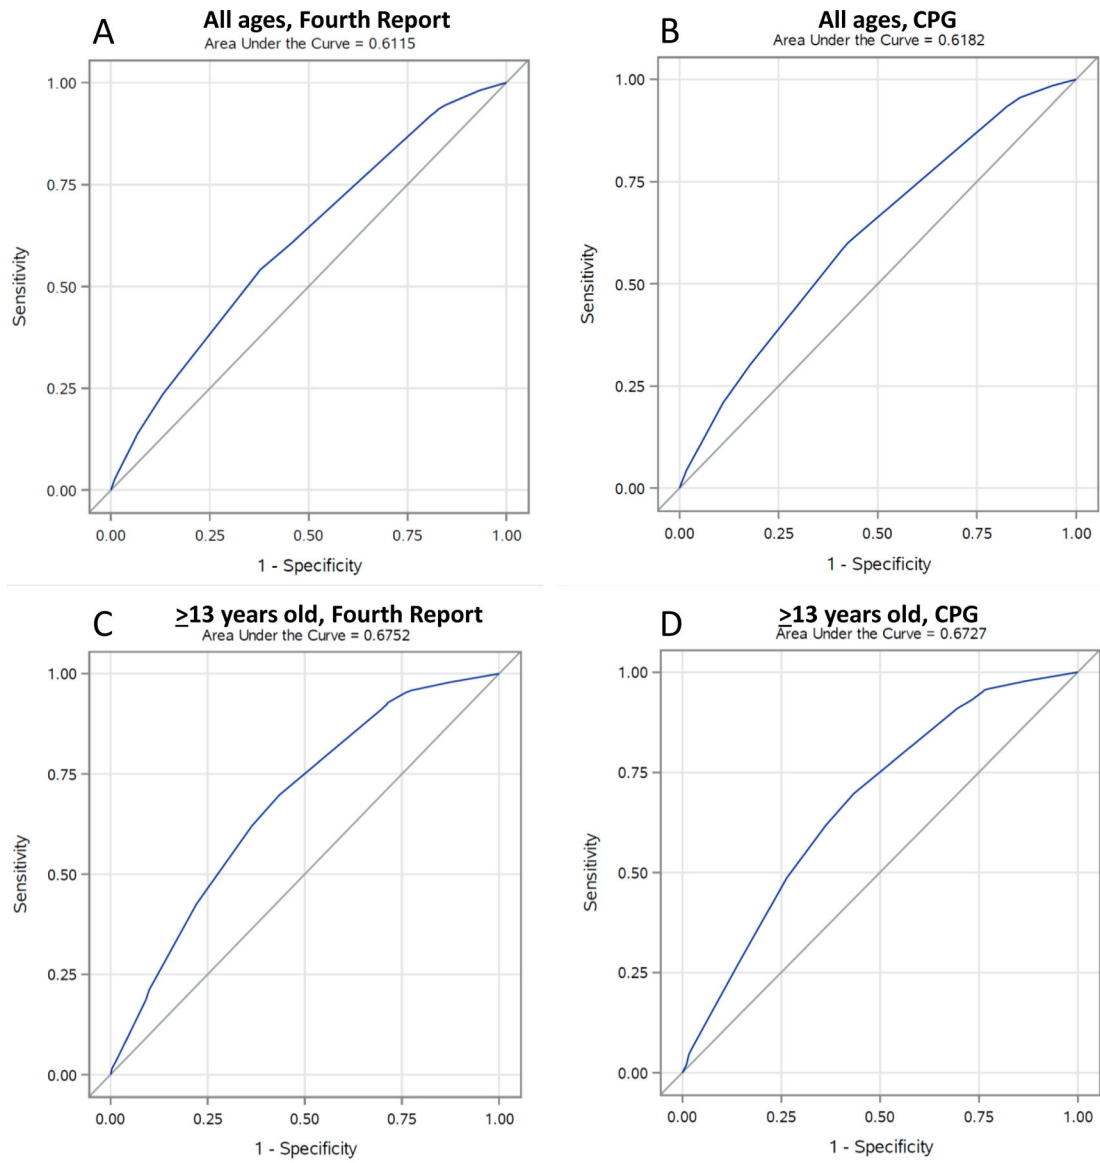 A
All ages, Fourth Report
Area Under the Curve = 0.6115
1.00
0.75
0.50
0.25
0.00
Sensitivity
0.00 0.25 0.50 0.75 1.00
1 - Specificity
B
All ages, CPG
Area Under the Curve = 0.6182
1.00
0.75
0.50
0.25
0.00
Sensitivity
0.00 0.25 0.50 0.75 1.00
1 - Specificity
C
≥13 years old, Fourth Report
Area Under the Curve = 0.6752
1.00
0.75
0.50
0.25
0.00
Sensitivity
0.00 0.25 0.50 0.75 1.00
1 - Specificity
D
≥13 years old, CPG
Area Under the Curve = 0.6727
1.00
0.75
0.50
0.25
0.00
Sensitivity
0.00 0.25 0.50 0.75 1.00
1 - Specificity